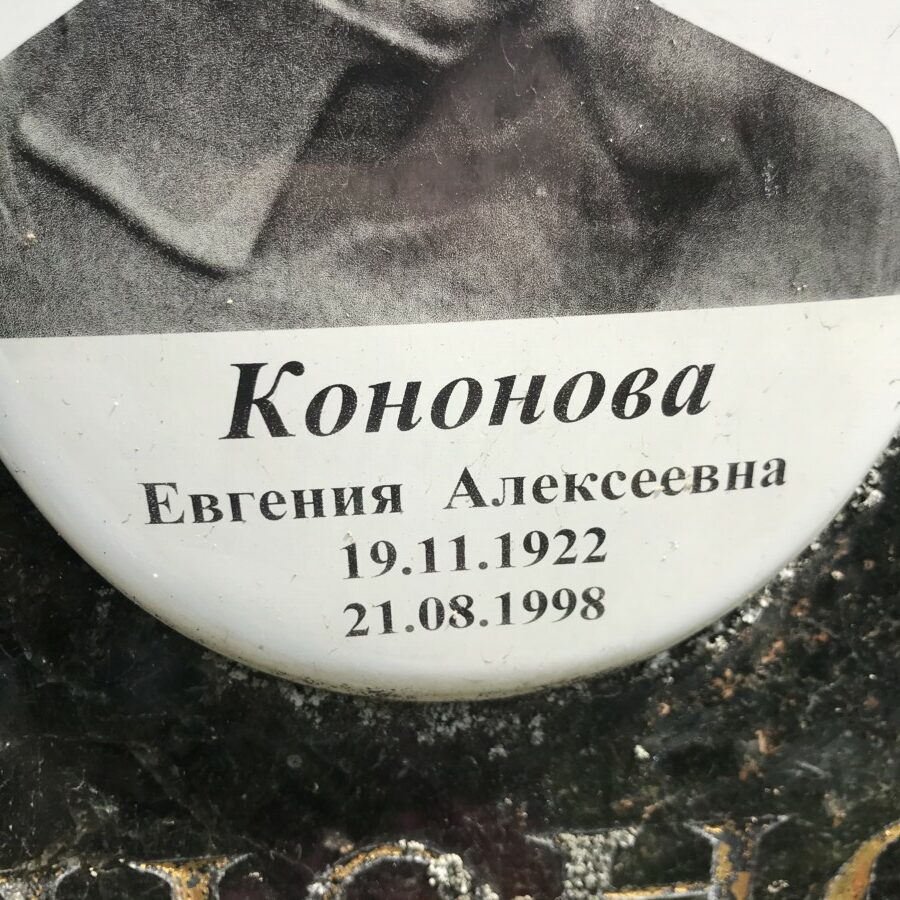 Кононова
Евгения Алексеевна
19.11.1922
21.08.1998